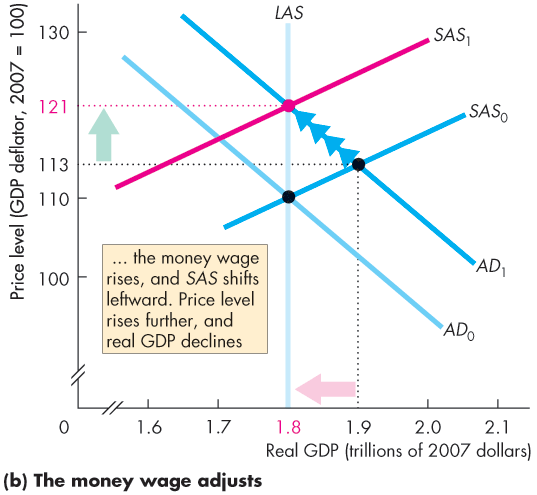 Price level (GDP deflator, 2007 = 100)
130
121
113
110
100
0
LAS
SAS1
SAS0
AD1
AD0
... the money wage
rises, and SAS shifts
leftward. Price level
rises further, and
real GDP declines
1.6 1.7 1.8 1.9 2.0 2.1
Real GDP (trillions of 2007 dollars)
(b) The money wage adjusts